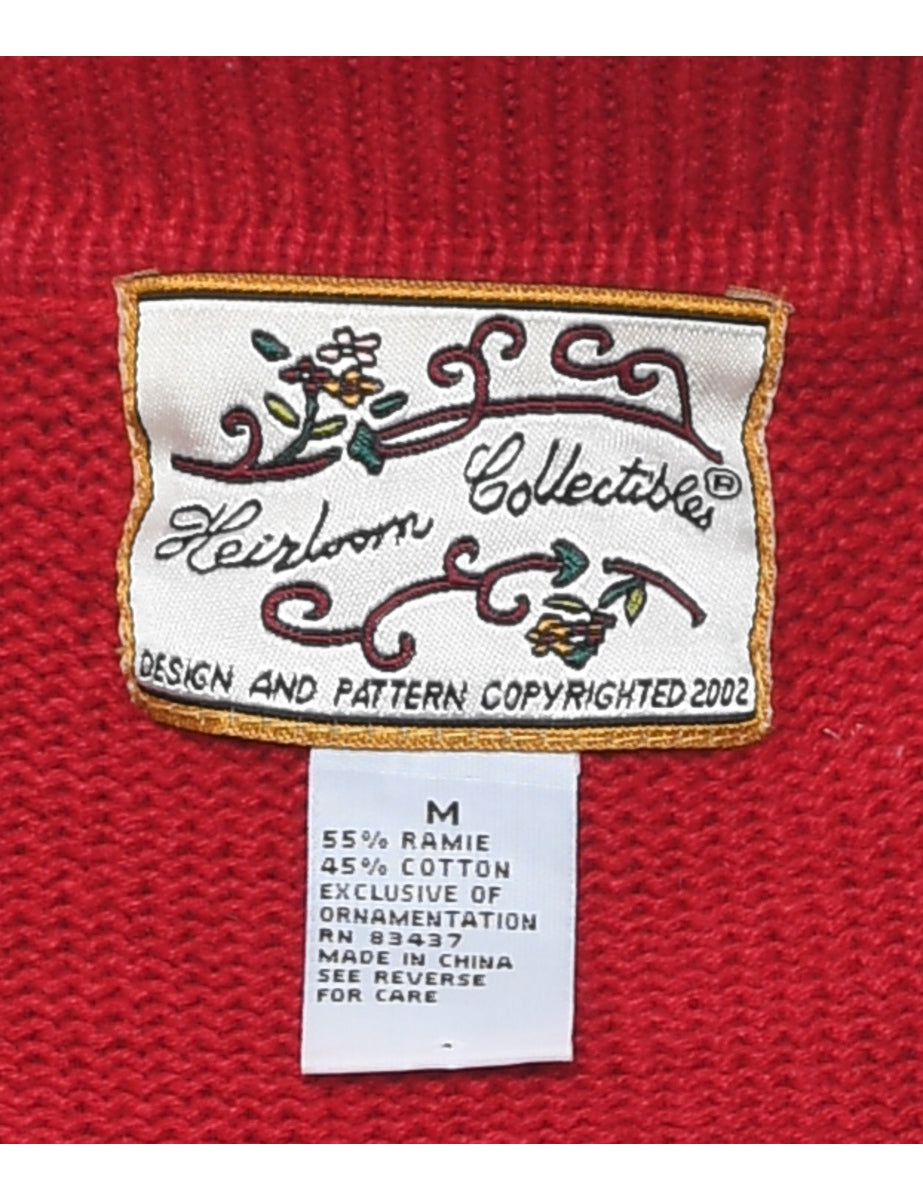 Heirloom Collectibles®
DESIGN AND PATTERN COPYRIGHTED 2002
M
55% RAMIE
45% COTTON
EXCLUSIVE OF
ORNAMENTATION
RN 83437
MADE IN CHINA
SEE REVERSE
FOR CARE